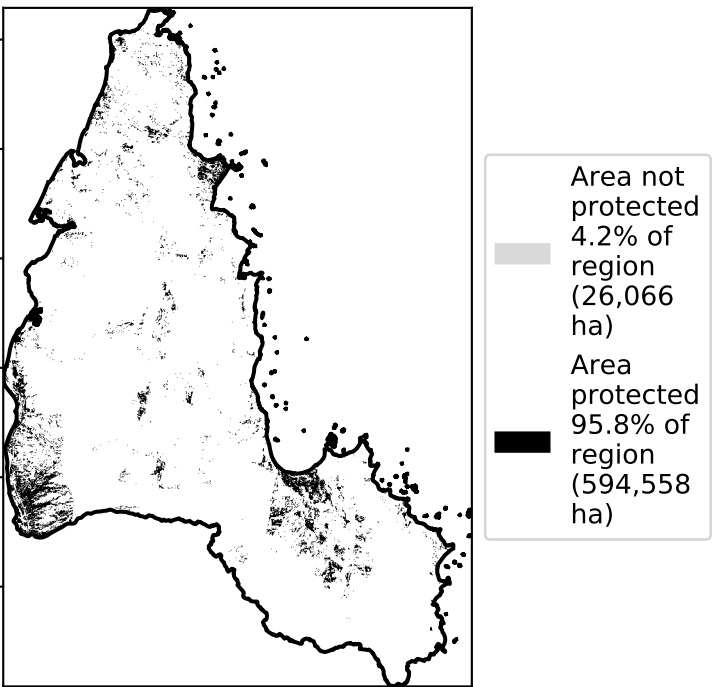 Area not
protected
4.2% of
region
(26,066
ha)
Area
protected
95.8% of
region
(594,558
ha)